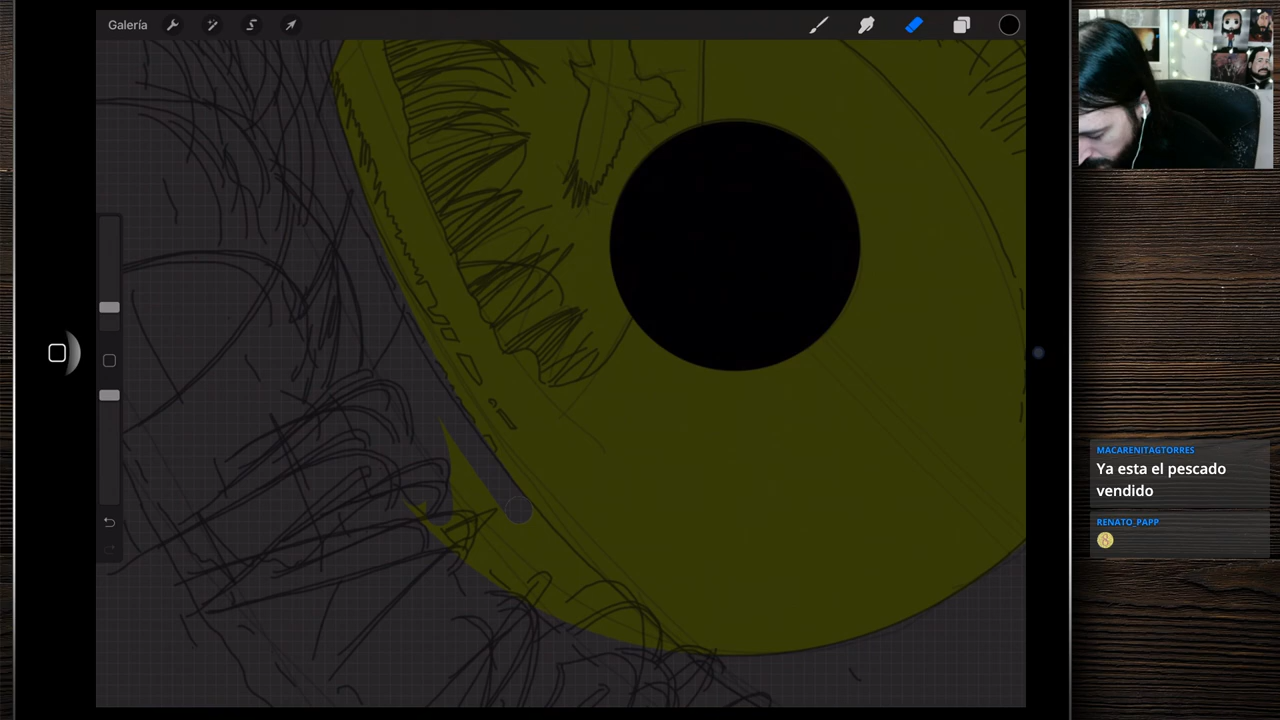 Galería
MACARENITAGTORRES
Ya esta el pescado
vendido
RENATO_PAPP